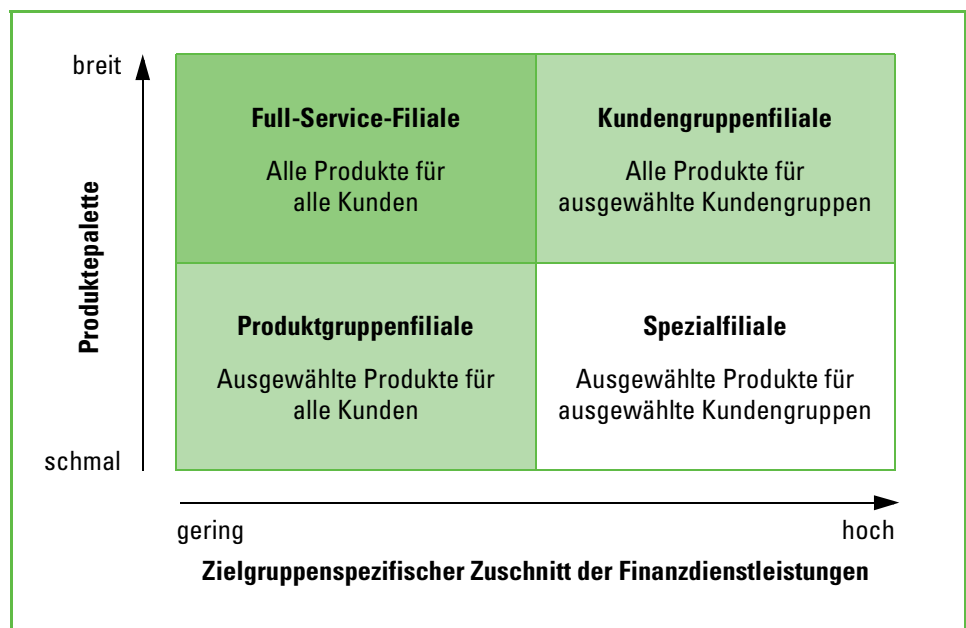 breit
Full-Service-Filiale
Alle Produkte für
alle Kunden
Kundengruppenfiliale
Alle Produkte für
ausgewählte Kundengruppen
Produktepalette
Produktgruppenfiliale
Ausgewählte Produkte für
alle Kunden
Spezialfiliale
Ausgewählte Produkte für
ausgewählte Kundengruppen
schmal
gering
hoch
Zielgruppenspezifischer Zuschnitt der Finanzdienstleistungen